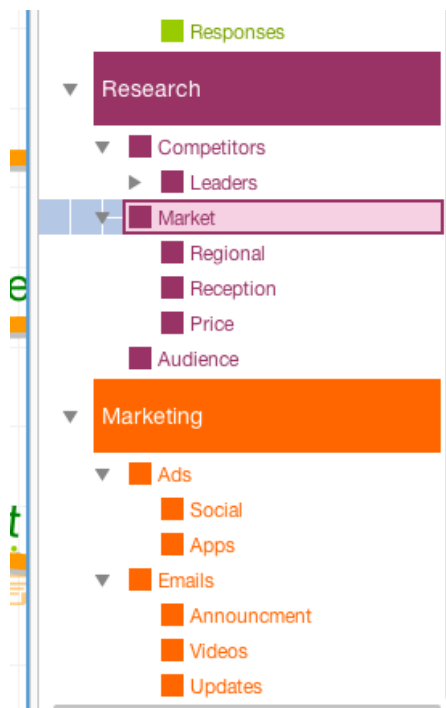 Responses
Research
Competitors
Leaders
Market
Regional
Reception
Price
Audience
Marketing
Ads
Social
Apps
Emails
Announcment
Videos
Updates